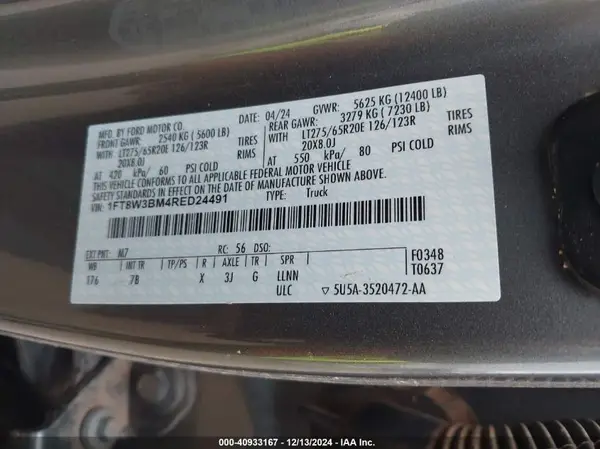 MFD. BY FORD MOTOR CO.
DATE: 04/24 GVWR: 5625 KG (12400 LB)
FRONT GAWR: 2540 KG (5600 LB)
REAR GAWR: 3279 KG (7230 LB)
WITH LT275/65R20E 126/123R TIRES
WITH LT275/65R20E 126/123R TIRES
20X8.0J RIMS
20X8.0J RIMS
AT 420 kPa/ 60 PSI COLD
AT 550 kPa/ 80 PSI COLD
THIS VEHICLE CONFORMS TO ALL APPLICABLE FEDERAL MOTOR VEHICLE
SAFETY STANDARDS IN EFFECT ON THE DATE OF MANUFACTURE SHOWN ABOVE.
VIN: 1FT8W3BM4RED24491 TYPE: Truck
EXT PNT: M7 RC: 56 DSO: F0348
WB INT TR TP/PS R AXLE TR SPR T0637
176 7B X 3J G LLNN
ULC ▽ 5U5A-3520472-AA
©00-40933167 - 12/13/2024 - IAA Inc.